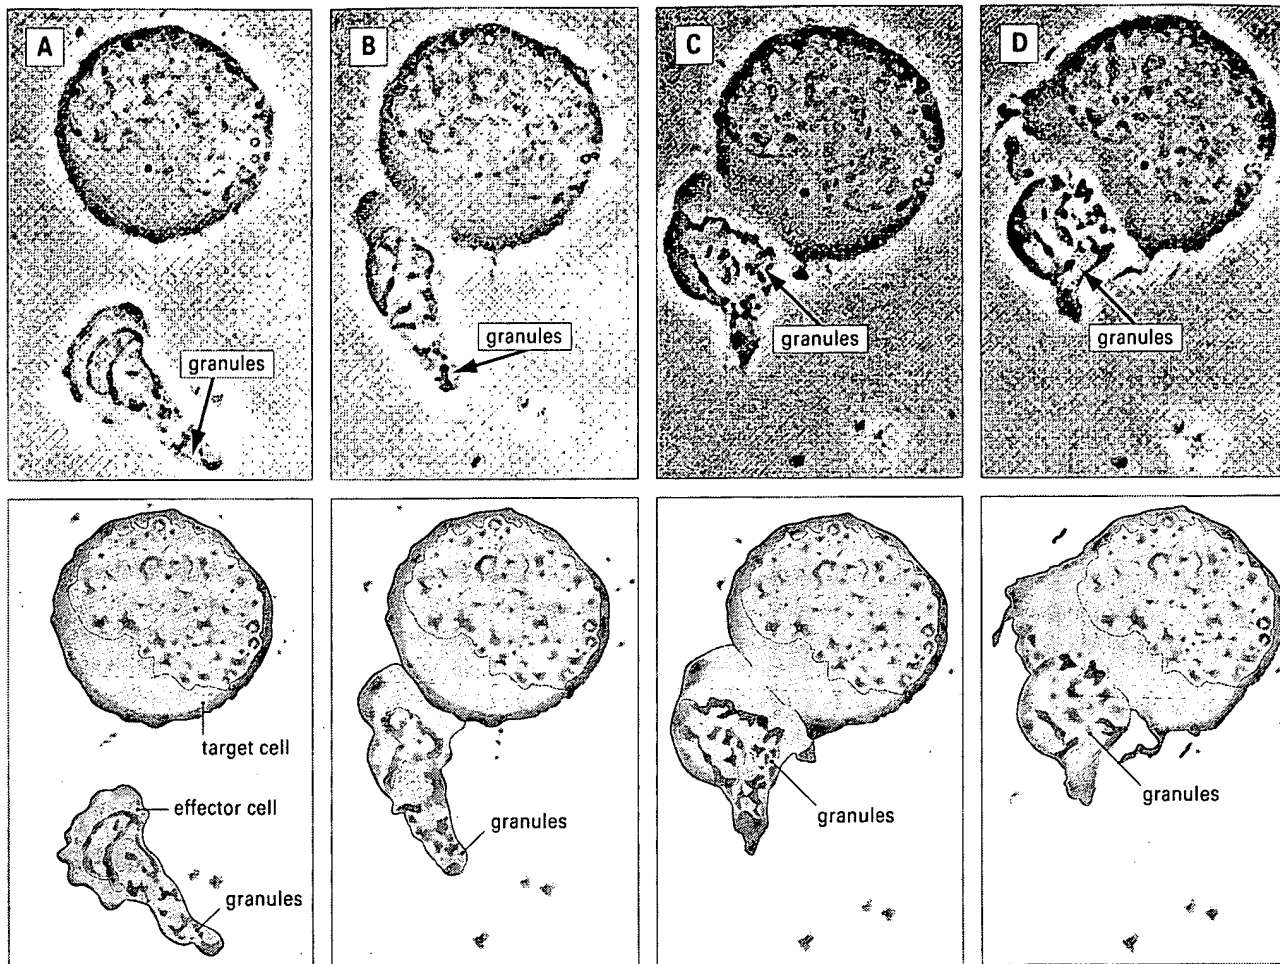 A
B
C
D
granules
granules
granules
granules
target cell
effector cell
granules
granules
granules
granules